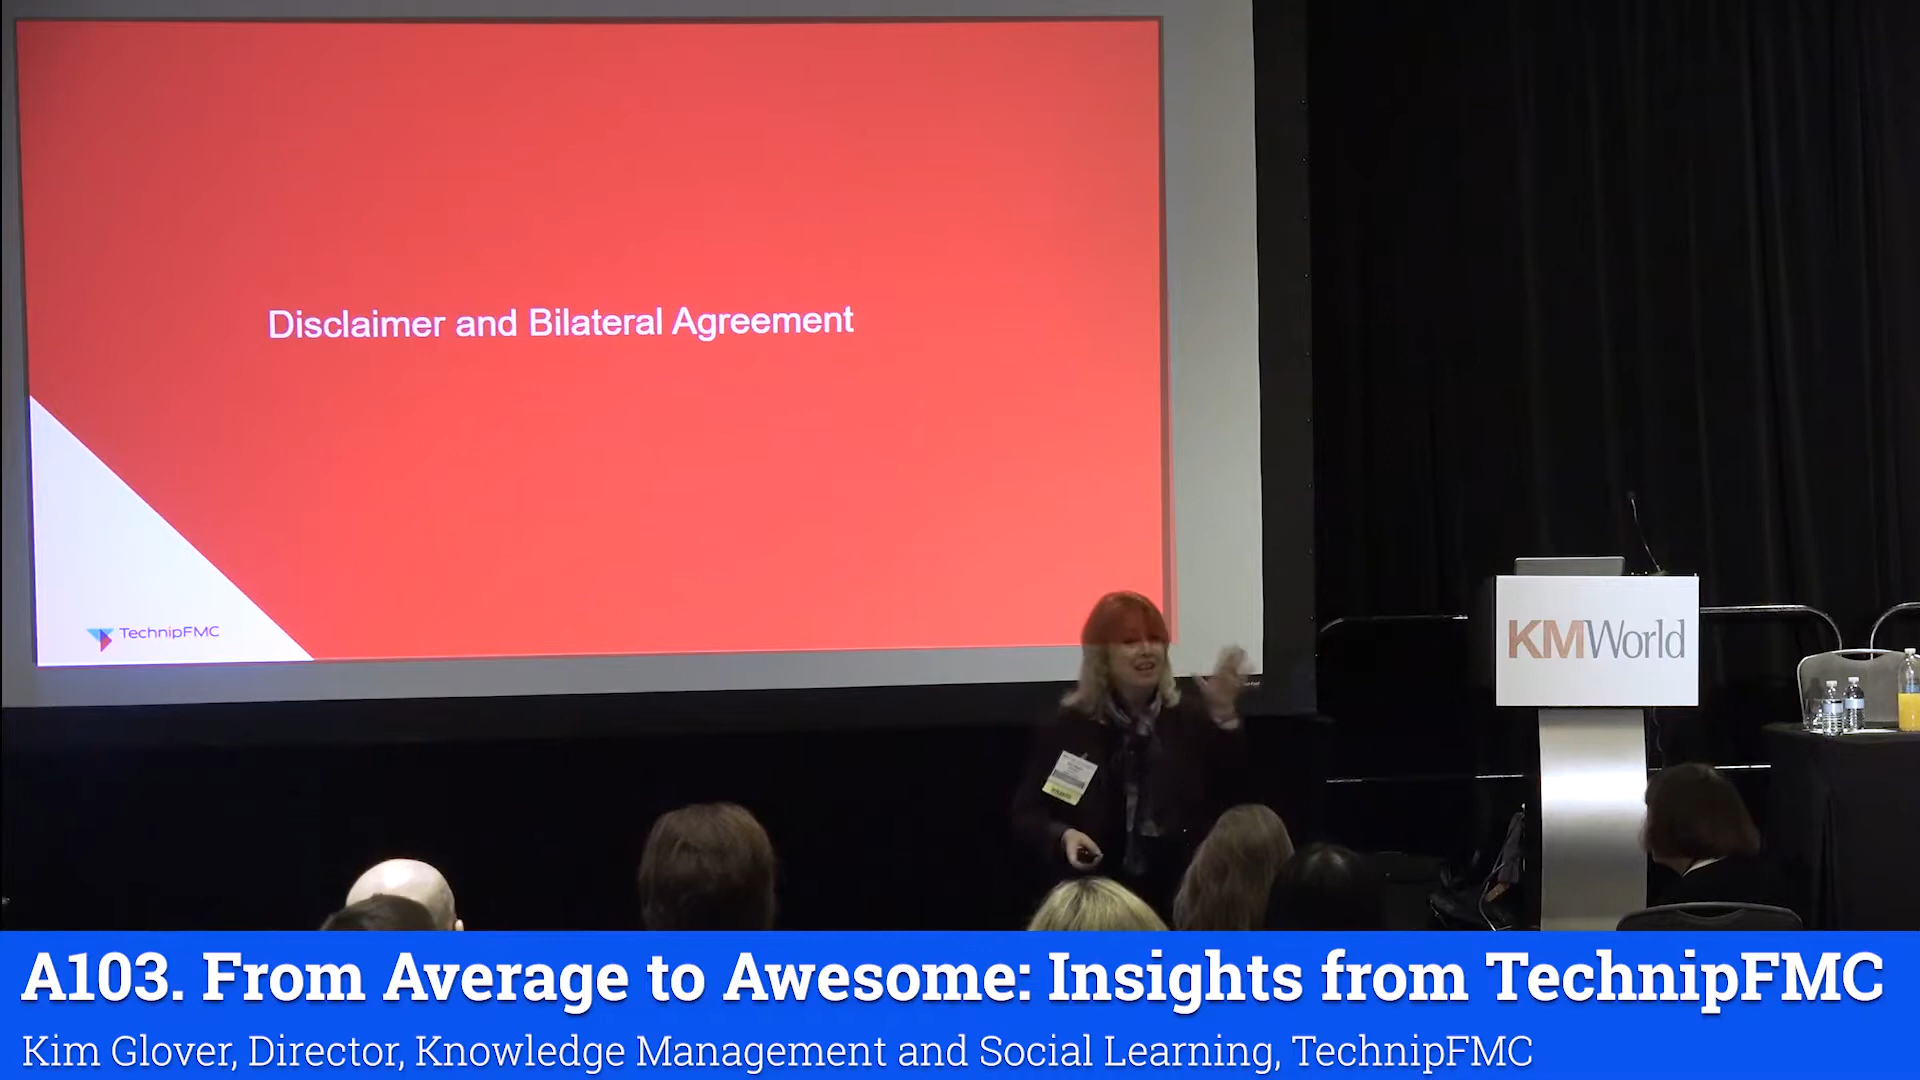 Disclaimer and Bilateral Agreement
TechnipFMC
KMWorld
A103. From Average to Awesome: Insights from TechnipFMC
Kim Glover, Director, Knowledge Management and Social Learning, TechnipFMC